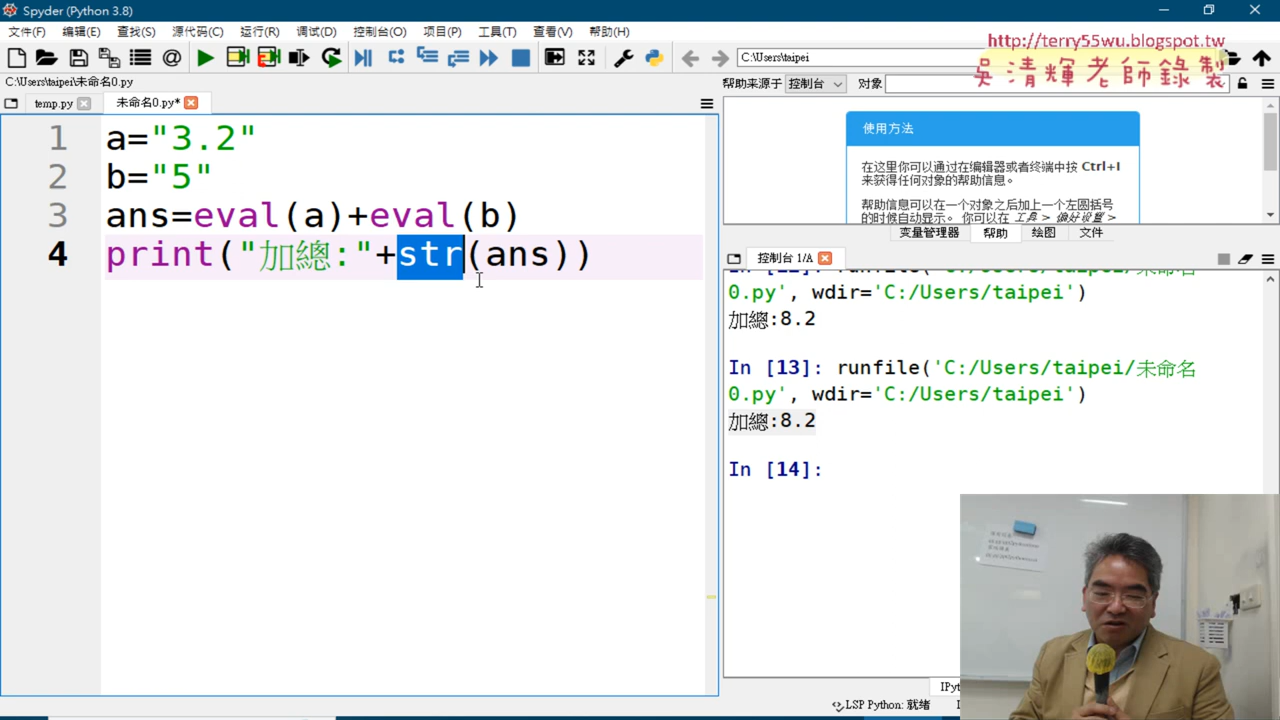 Spyder (Python 3.8)
文件(F) 编辑(E) 查找(S) 源代码(C) 运行(R) 调试(D) 控制台(O) 项目(P) 工具(T) 查看(V) 帮助(H)
http://terry55wu.blogspot.tw
吳清輝老師錄製
C:\Users\taipei
C:\Users\taipei\未命名0.py
帮助来源于 控制台 对象
temp.py 未命名0.py*
1 a="3.2"
2 b="5"
3 ans=eval(a)+eval(b)
4 print("加總:"+str(ans))
使用方法
在这里你可以通过在编辑器或者终端中按 Ctrl+I
来获得任何对象的帮助信息。
帮助信息可以在一个对象之后加上一个左圆括号
的时候自动显示。 你可以在 工具 > 偏好设置 >
变量管理器 帮助 绘图 文件
控制台 1/A
In [12]: runfile('C:/Users/taipei/未命名
0.py', wdir='C:/Users/taipei')
加總:8.2
In [13]: runfile('C:/Users/taipei/未命名
0.py', wdir='C:/Users/taipei')
加總:8.2
In [14]:
LSP Python: 就绪